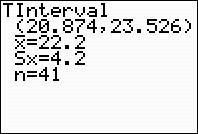 TInterval
(20.874,23.526)
x̄=22.2
Sx=4.2
n=41